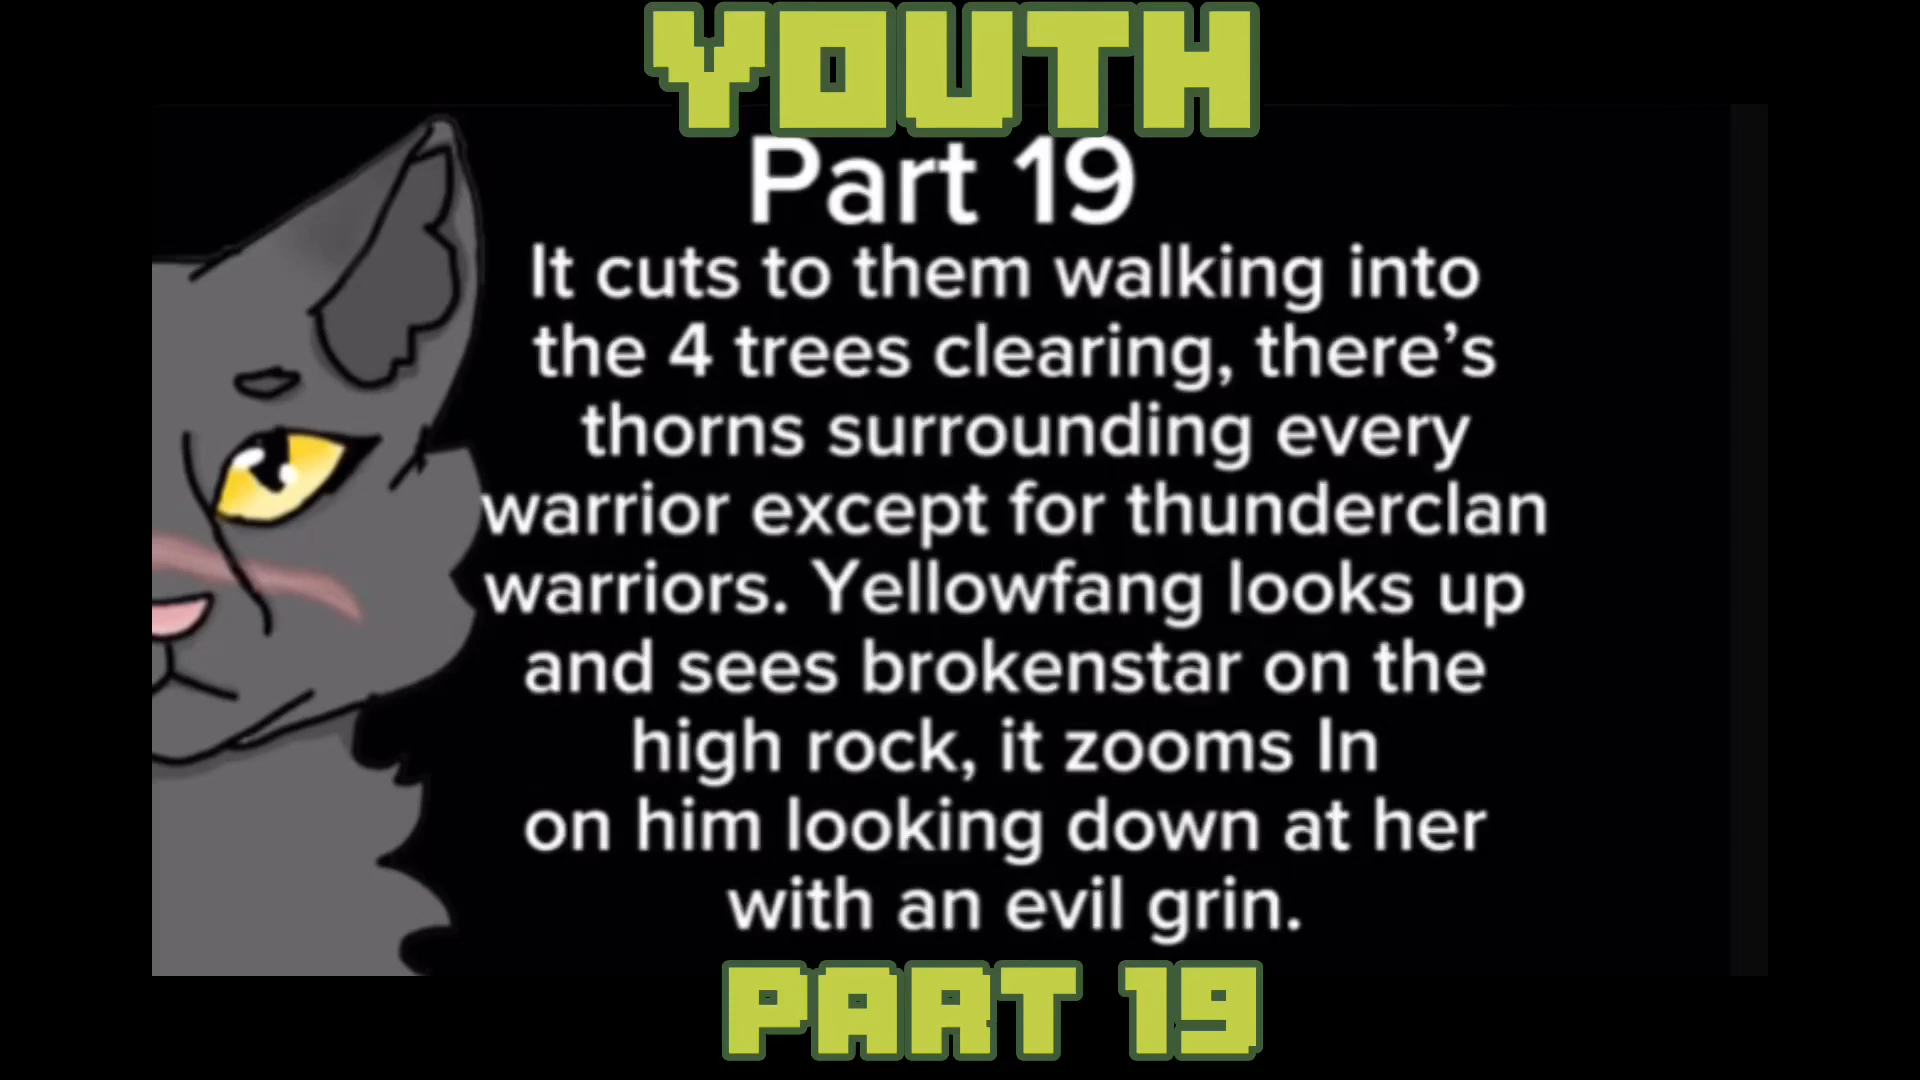 YOUTH
Part 19
It cuts to them walking into
the 4 trees clearing, there’s
thorns surrounding every
warrior except for thunderclan
warriors. Yellowfang looks up
and sees brokenstar on the
high rock, it zooms In
on him looking down at her
with an evil grin.
PART 19